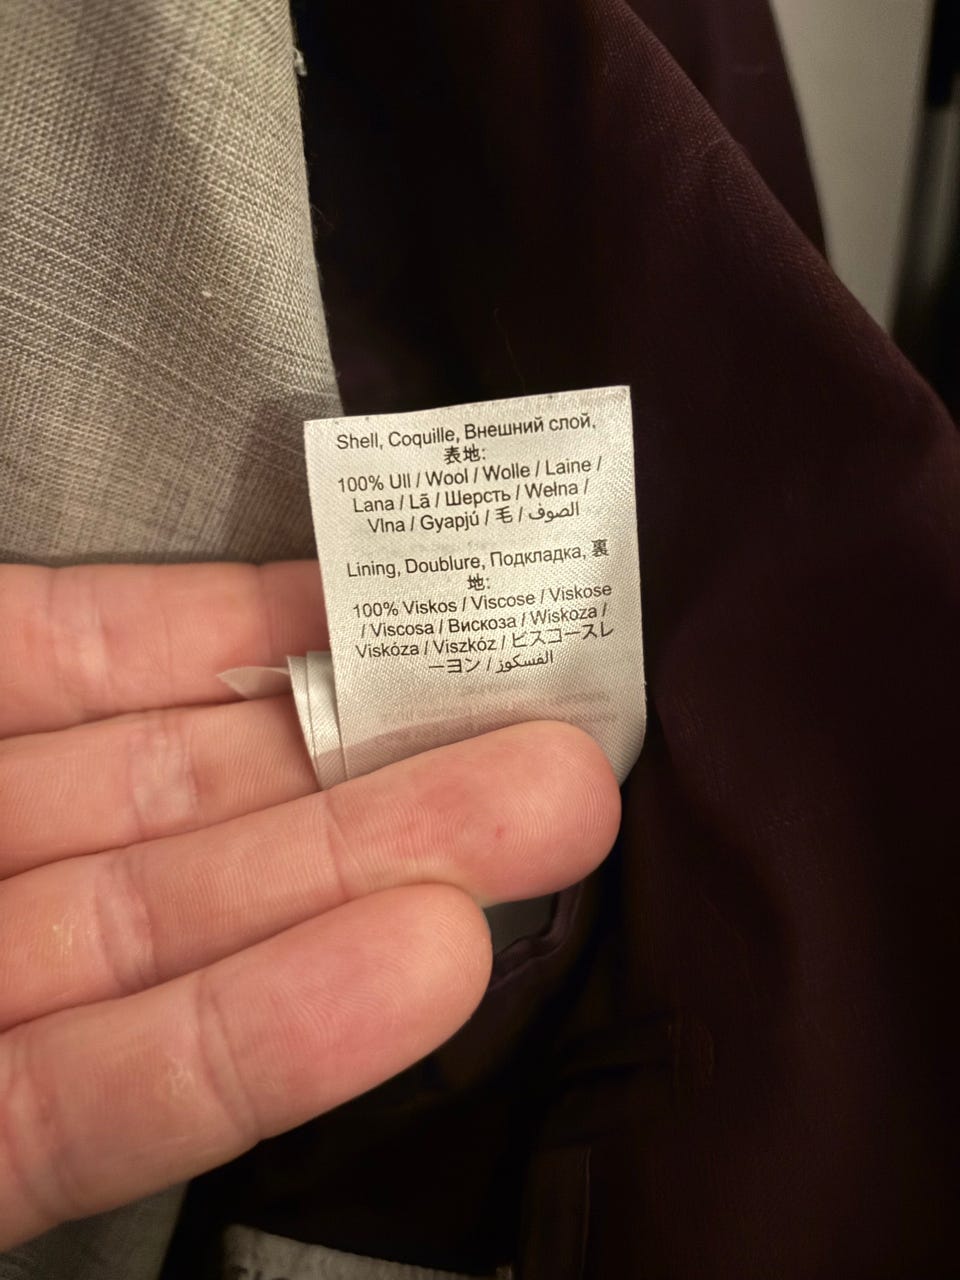 Shell, Coquille, Внешний слой,
表地:
100% Ull / Wool / Wolle / Laine /
Lana / Lã / Шерсть / Wełna /
Vlna / Gyapjú / 毛 / الصوف
Lining, Doublure, Подкладка, 裏
地:
100% Viskos / Viscose / Viskose
/ Viscosa / Вискоза / Wiskoza /
Viskóza / Viszkóz / ビスコースレ
ーヨン / الفسكوز